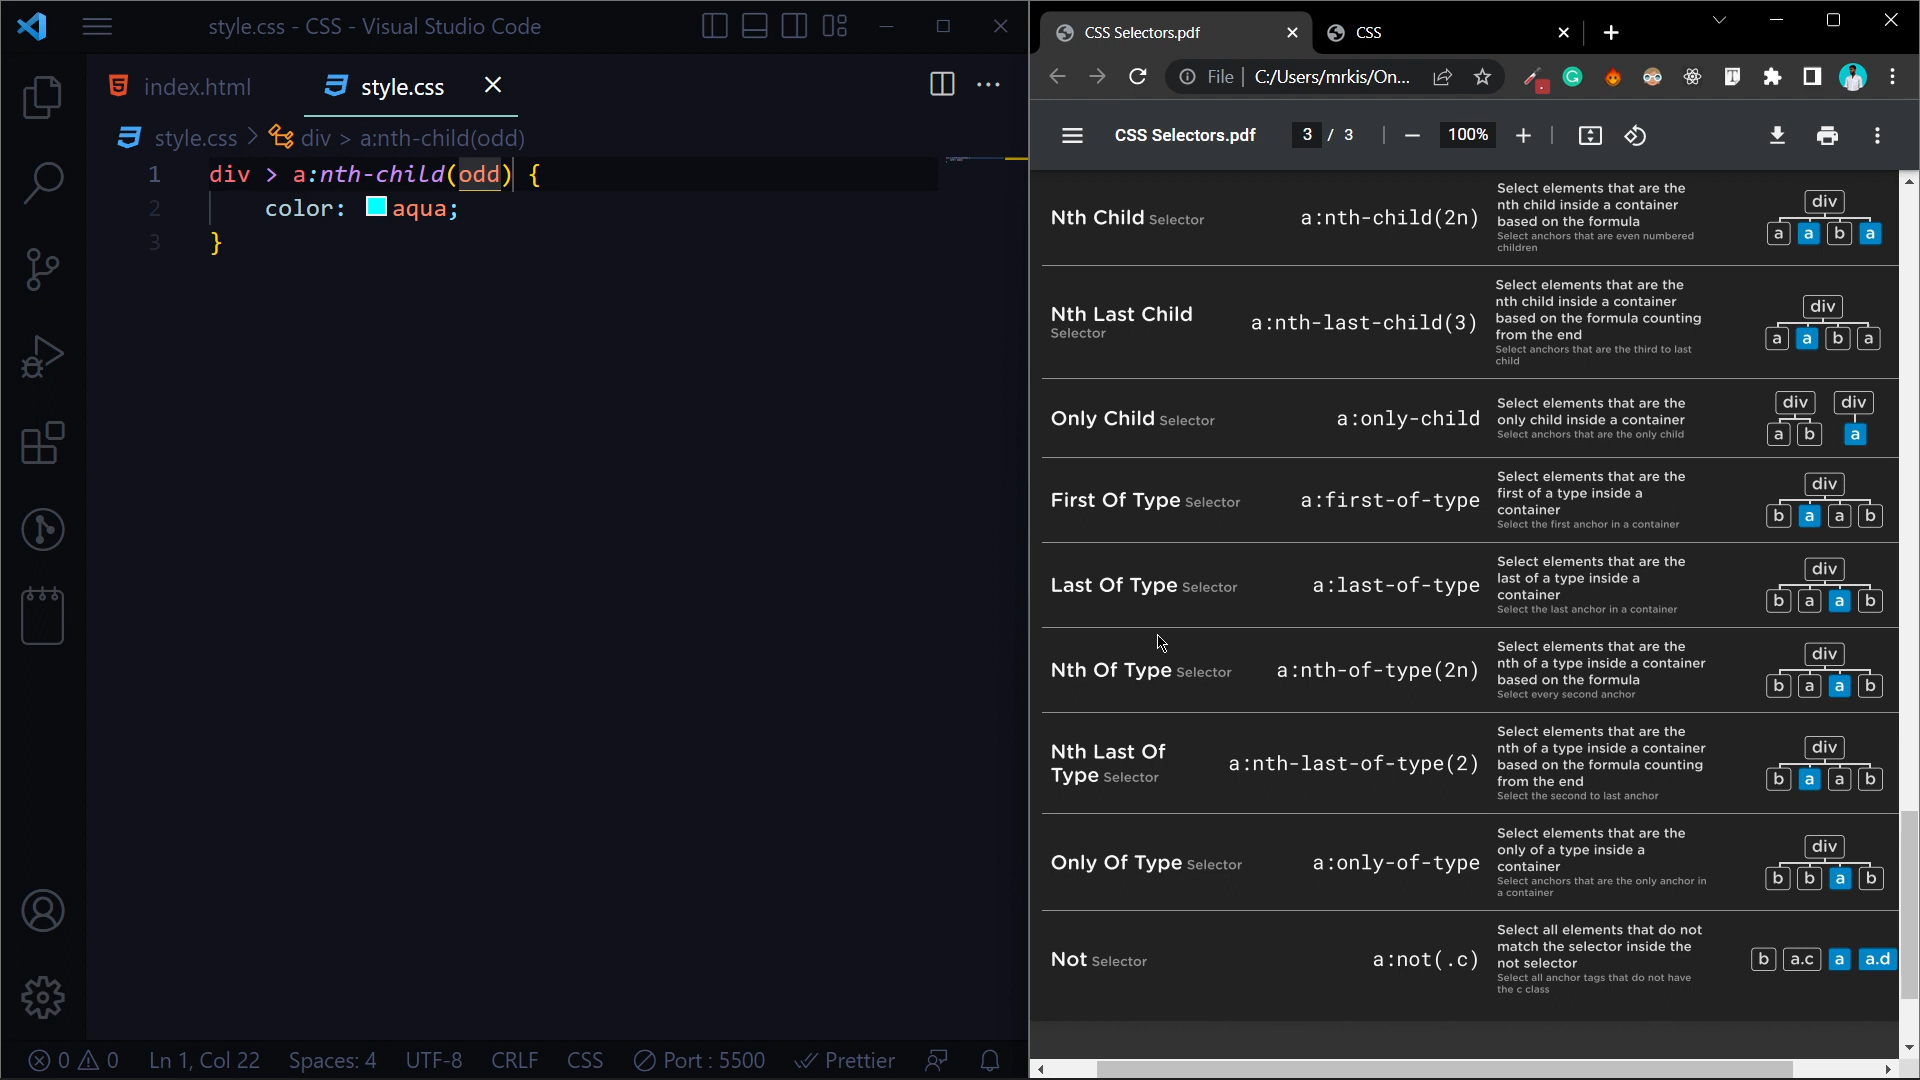 style.css - CSS - Visual Studio Code
index.html
style.css
style.css > div > a:nth-child(odd)
1 div > a:nth-child(odd) {
2 color: aqua;
3 }
0 0 Ln 1, Col 22 Spaces: 4 UTF-8 CRLF CSS Port : 5500 Prettier
CSS Selectors.pdf
CSS
File | C:/Users/mrkis/On...
CSS Selectors.pdf
3 / 3
100%
Nth Child Selector
a:nth-child(2n)
Select elements that are the
nth child inside a container
based on the formula
Select anchors that are even numbered
children
div
a a b a
Nth Last Child
Selector
a:nth-last-child(3)
Select elements that are the
nth child inside a container
based on the formula counting
from the end
Select anchors that are the third to last
child
div
a a b a
Only Child Selector
a:only-child
Select elements that are the
only child inside a container
Select anchors that are the only child
div div
a b a
First Of Type Selector
a:first-of-type
Select elements that are the
first of a type inside a
container
Select the first anchor in a container
div
b a a b
Last Of Type Selector
a:last-of-type
Select elements that are the
last of a type inside a
container
Select the last anchor in a container
div
b a a b
Nth Of Type Selector
a:nth-of-type(2n)
Select elements that are the
nth of a type inside a container
based on the formula
Select every second anchor
div
b a a b
Nth Last Of
Type Selector
a:nth-last-of-type(2)
Select elements that are the
nth of a type inside a container
based on the formula counting
from the end
Select the second to last anchor
div
b a a b
Only Of Type Selector
a:only-of-type
Select elements that are the
only of a type inside a
container
Select anchors that are the only anchor in
a container
div
b b a b
Not Selector
a:not(.c)
Select all elements that do not
match the selector inside the
not selector
Select all anchor tags that do not have
the c class
b a.c a a.d